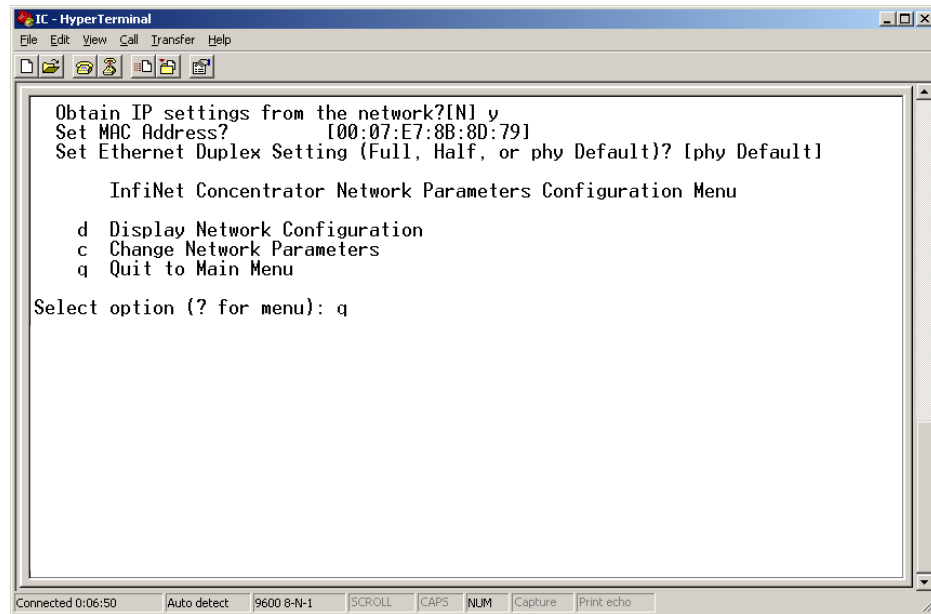 IC - HyperTerminal
File Edit View Call Transfer Help
Obtain IP settings from the network?[N] y
Set MAC Address? [00:07:E7:8B:8D:79]
Set Ethernet Duplex Setting (Full, Half, or phy Default)? [phy Default]
InfiNet Concentrator Network Parameters Configuration Menu
d Display Network Configuration
c Change Network Parameters
q Quit to Main Menu
Select option (? for menu): q
Connected 0:06:50 Auto detect 9600 8-N-1 SCROLL CAPS NUM Capture Print echo